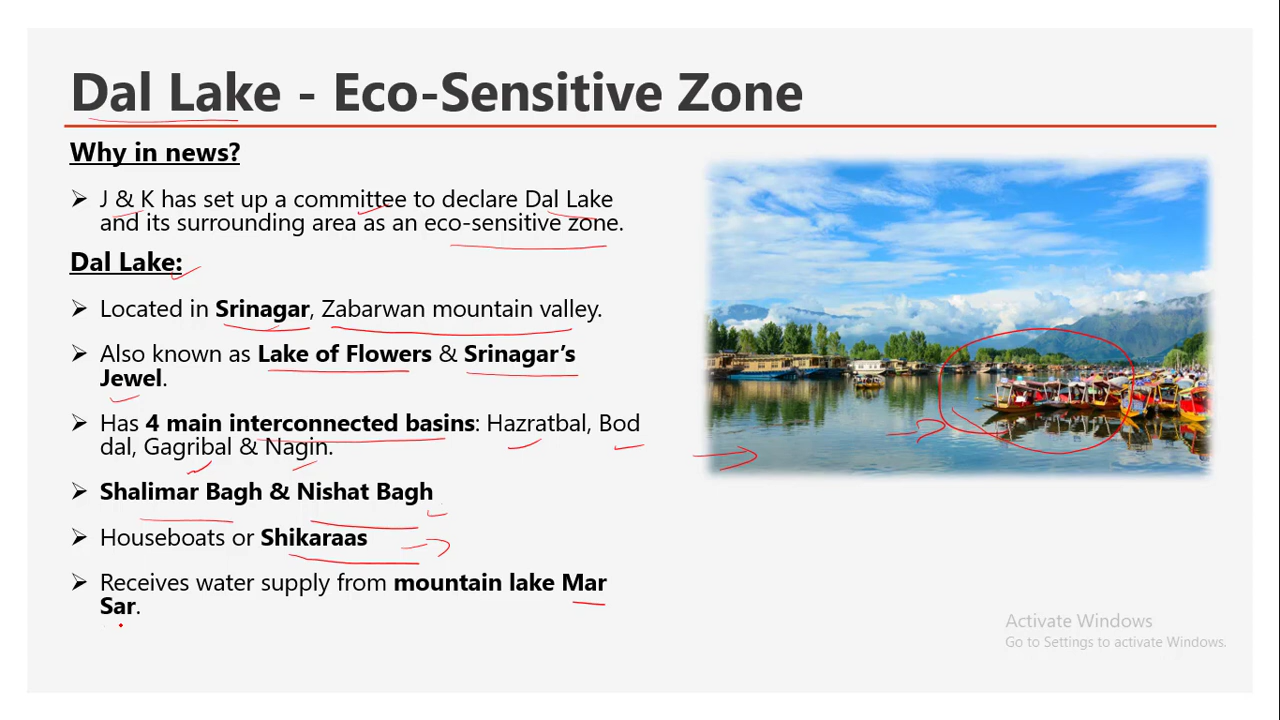 Dal Lake - Eco-Sensitive Zone
Why in news?
J & K has set up a committee to declare Dal Lake
and its surrounding area as an eco-sensitive zone.
Dal Lake:
Located in Srinagar, Zabarwan mountain valley.
Also known as Lake of Flowers & Srinagar’s
Jewel.
Has 4 main interconnected basins: Hazratbal, Bod
dal, Gagribal & Nagin.
Shalimar Bagh & Nishat Bagh
Houseboats or Shikaraas
Receives water supply from mountain lake Mar
Sar.
Activate Windows
Go to Settings to activate Windows.